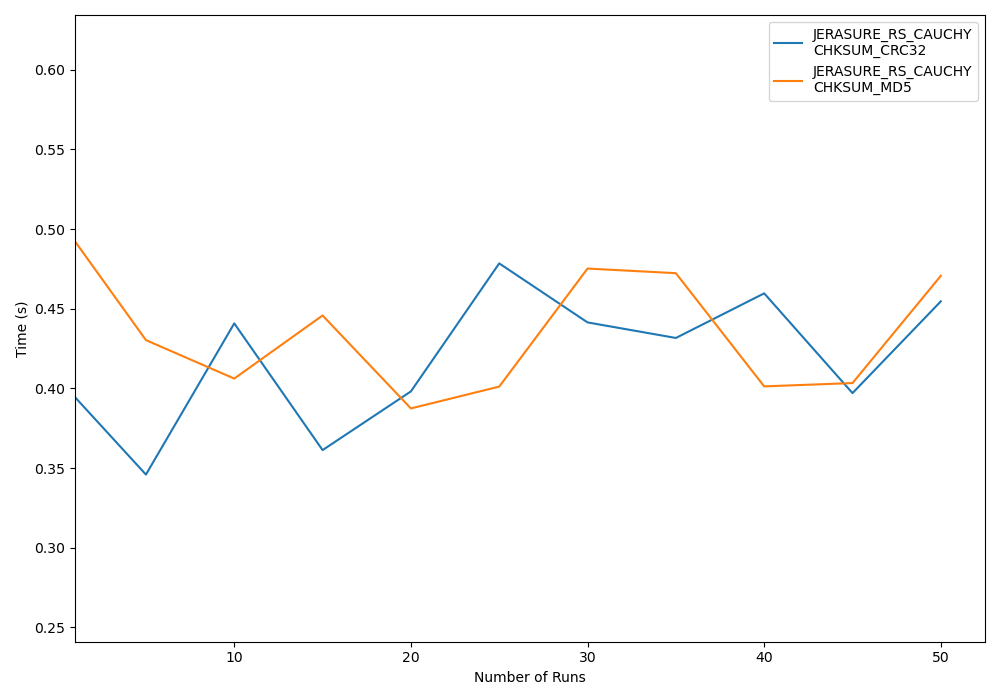 JERASURE_RS_CAUCHY
CHKSUM_CRC32
JERASURE_RS_CAUCHY
CHKSUM_MD5
0.60
0.55
0.50
0.45
0.40
0.35
0.30
0.25
Time (s)
10 20 30 40 50
Number of Runs